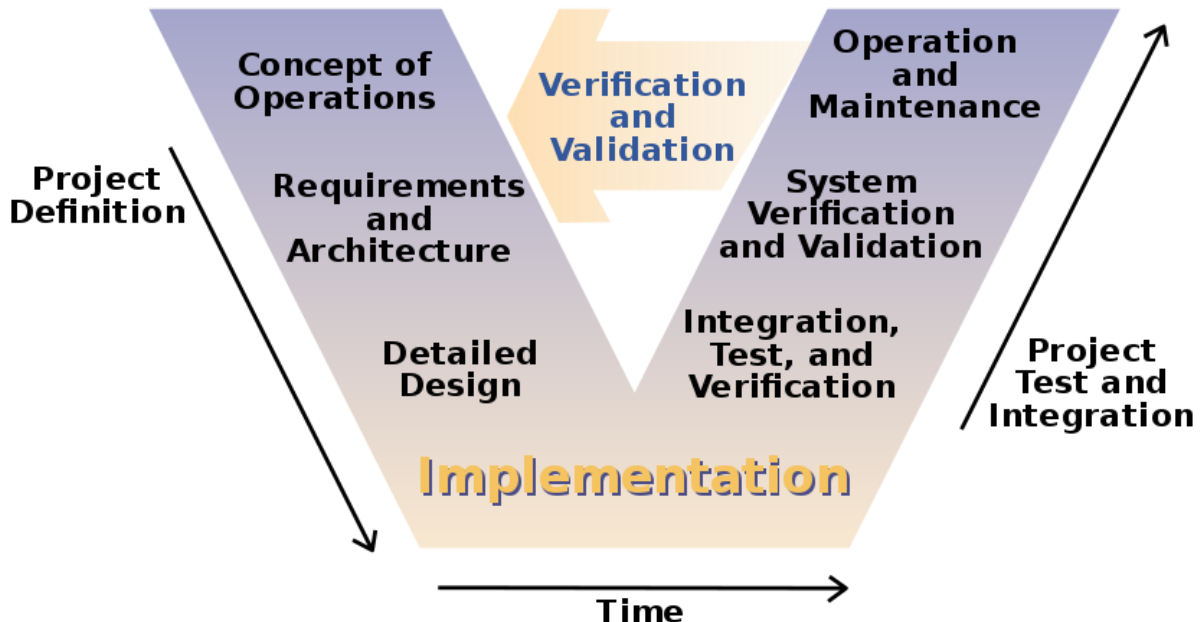 Concept of
Operations
Verification
and
Validation
Operation
and
Maintenance
Project
Definition
Requirements
and
Architecture
System
Verification
and Validation
Detailed
Design
Integration,
Test, and
Verification
Project
Test and
Integration
Implementation
Time